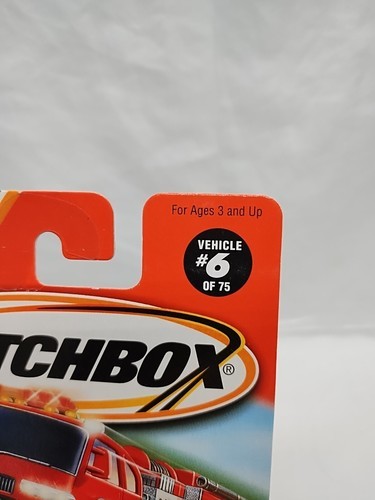 For Ages 3 and Up
VEHICLE
#6
OF 75
TCHBOX®